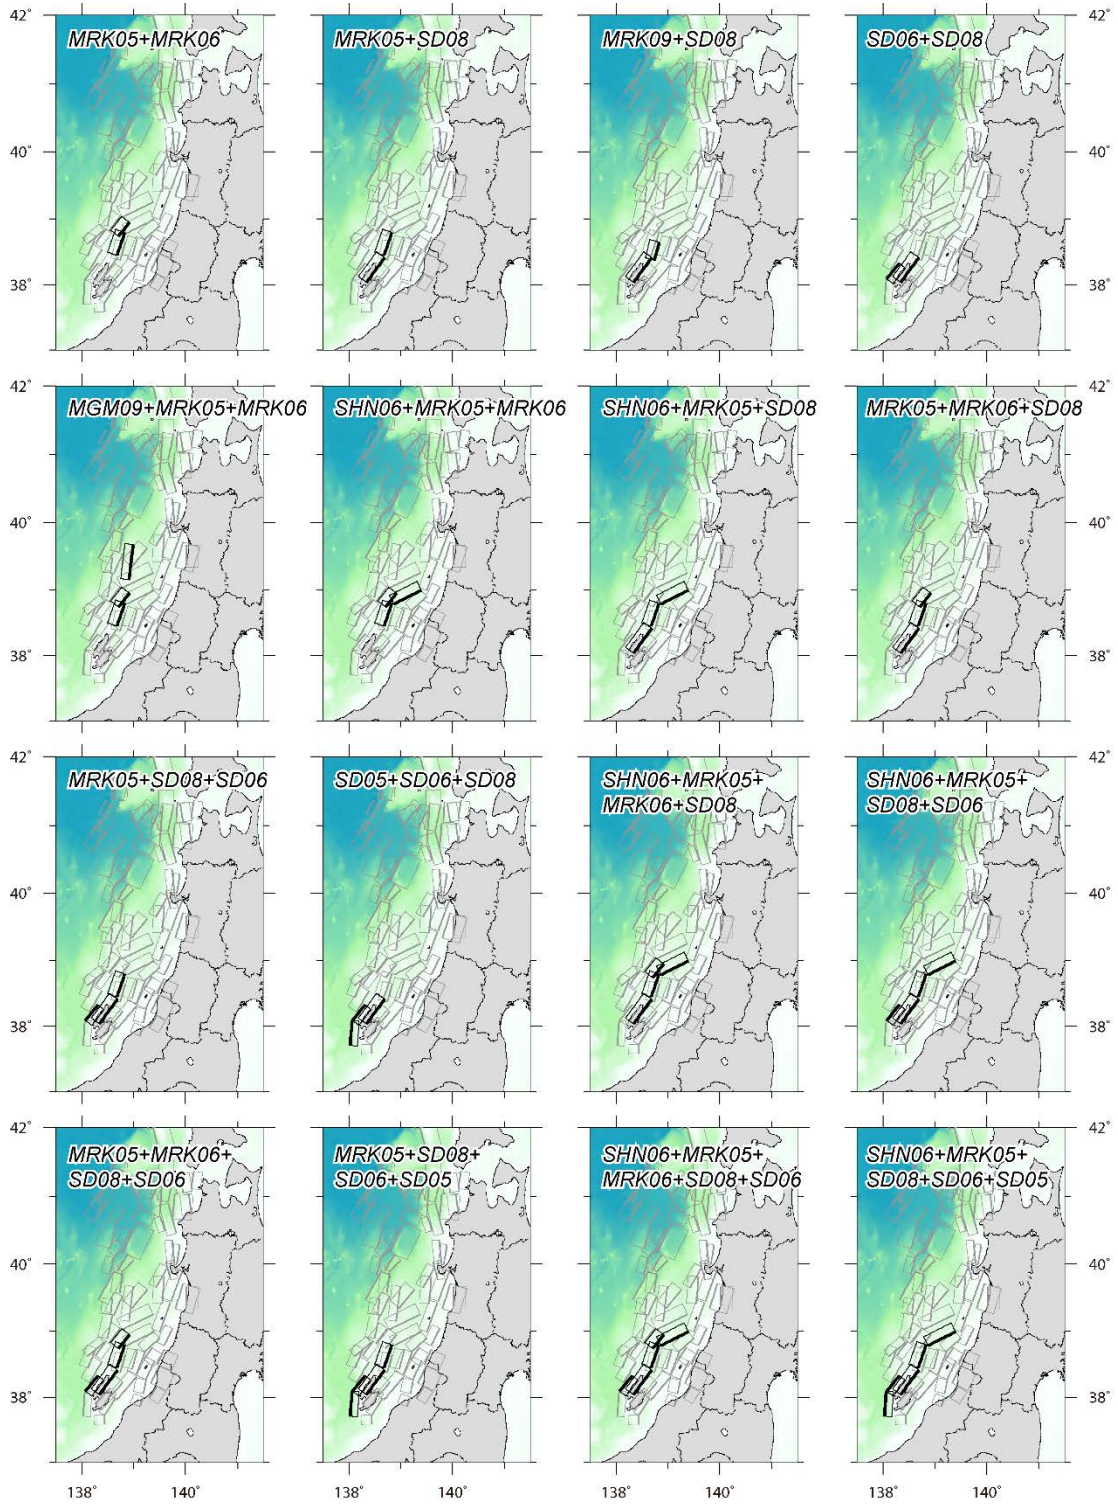 42°
MRK05+MRK06
MRK05+SD08
MRK09+SD08
SD06+SD08
42°
40°
40°
38°
38°
42°
MGM09+MRK05+MRK06
SHN06+MRK05+MRK06
SHN06+MRK05+SD08
MRK05+MRK06+SD08
42°
40°
40°
38°
38°
42°
MRK05+SD08+SD06
SD05+SD06+SD08
SHN06+MRK05+
MRK06+SD08
SHN06+MRK05+
SD08+SD06
42°
40°
40°
38°
38°
42°
MRK05+MRK06+
SD08+SD06
MRK05+SD08+
SD06+SD05
SHN06+MRK05+
MRK06+SD08+SD06
SHN06+MRK05+
SD08+SD06+SD05
42°
40°
40°
38°
38°
138°
140°
138°
140°
138°
140°
138°
140°